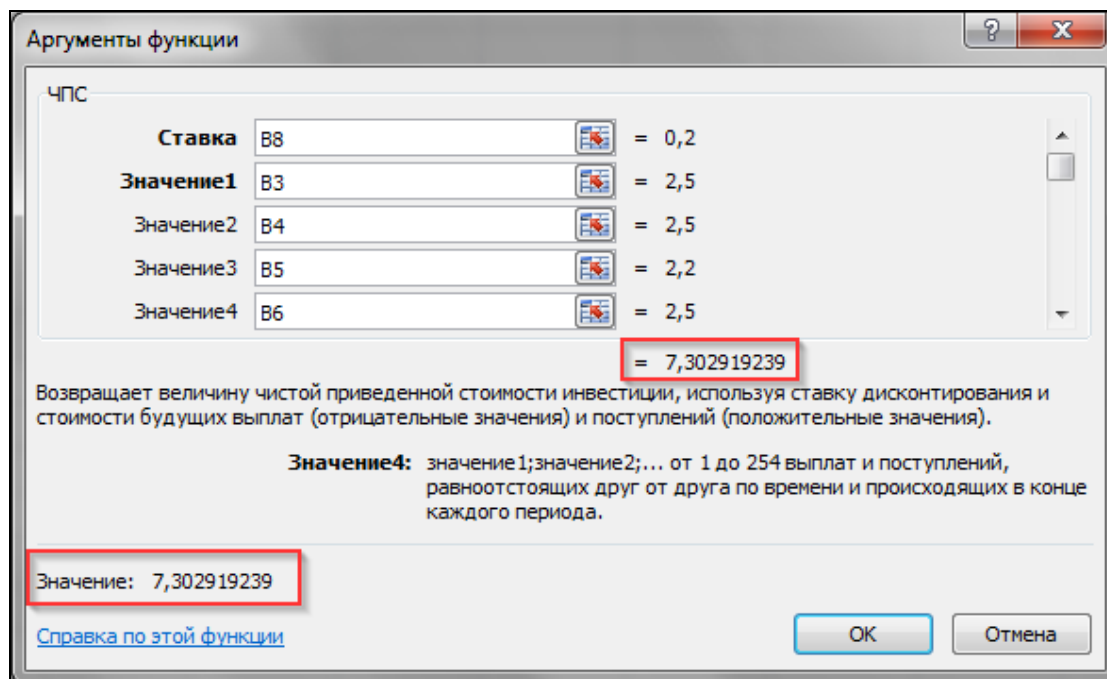 Аргументы функции
ЧПС
Ставка B8 = 0,2
Значение1 B3 = 2,5
Значение2 B4 = 2,5
Значение3 B5 = 2,2
Значение4 B6 = 2,5
= 7,302919239
Возвращает величину чистой приведенной стоимости инвестиции, используя ставку дисконтирования и
стоимости будущих выплат (отрицательные значения) и поступлений (положительные значения).
Значение4: значение1;значение2;... от 1 до 254 выплат и поступлений,
равноотстоящих друг от друга по времени и происходящих в конце
каждого периода.
Значение: 7,302919239
Справка по этой функции
ОК
Отмена